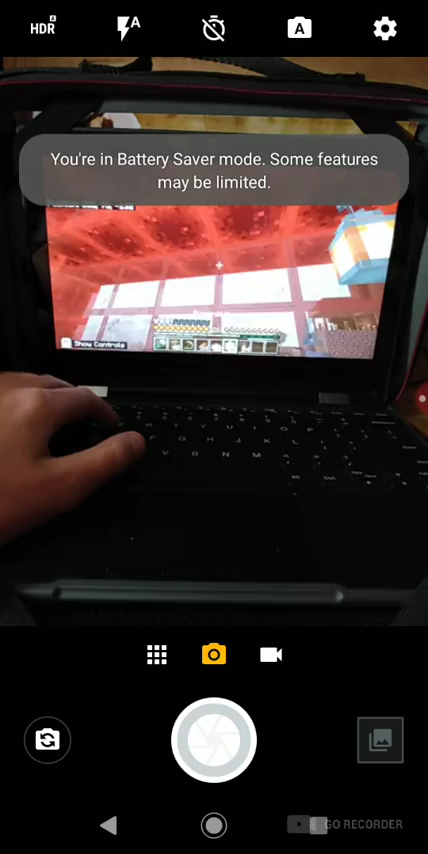 HDR
A
A
A
You're in Battery Saver mode. Some features
may be limited.
Show Controls
R T Y U I O P
F G H J K L
V B N M
GO RECORDER